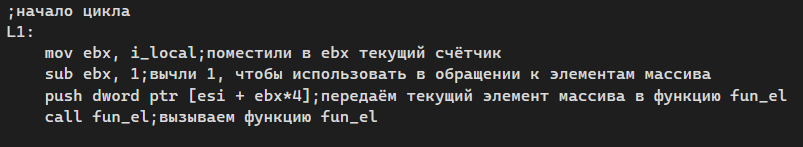 ;начало цикла
L1:
    mov ebx, i_local;поместили в ebx текущий счётчик
    sub ebx, 1;вычли 1, чтобы использовать в обращении к элементам массива
    push dword ptr [esi + ebx*4];передаём текущий элемент массива в функцию fun_el
    call fun_el;вызываем функцию fun_el